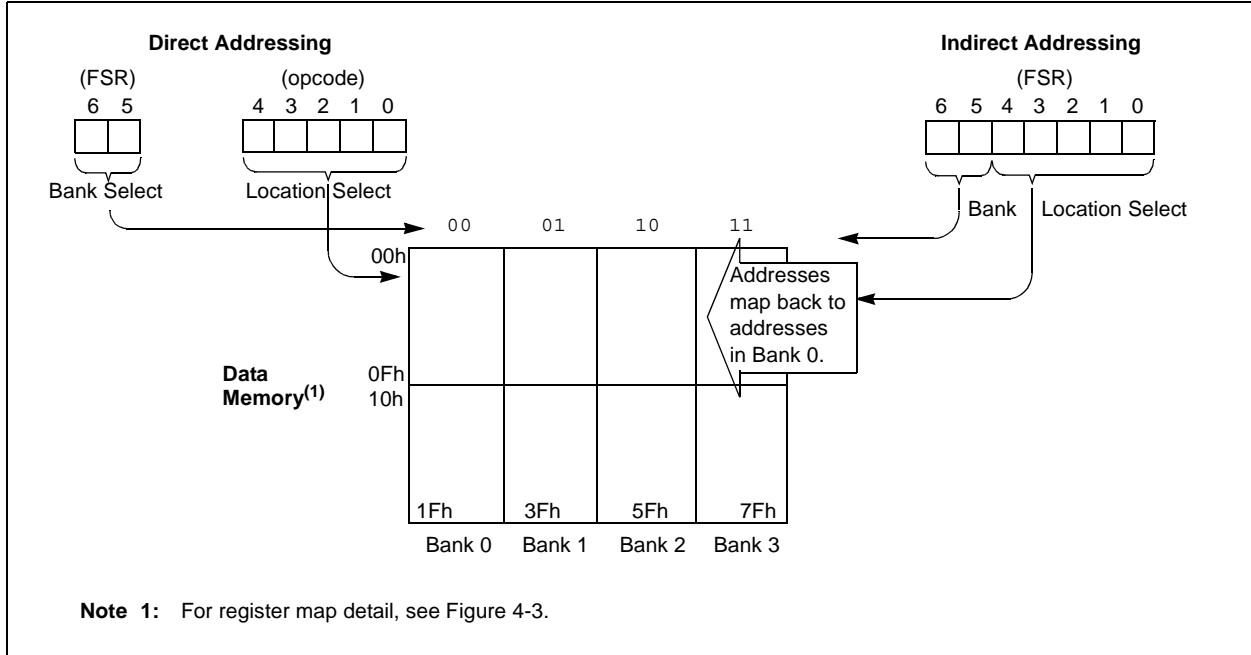 Direct Addressing
Indirect Addressing
(FSR)
(opcode)
(FSR)
6 5
4 3 2 1 0
6 5 4 3 2 1 0
Bank Select
Location Select
Bank
Location Select
00
01
10
11
00h
Addresses
map back to
addresses
in Bank 0.
Data
Memory(1)
0Fh
10h
1Fh
3Fh
5Fh
7Fh
Bank 0
Bank 1
Bank 2
Bank 3
Note 1: For register map detail, see Figure 4-3.